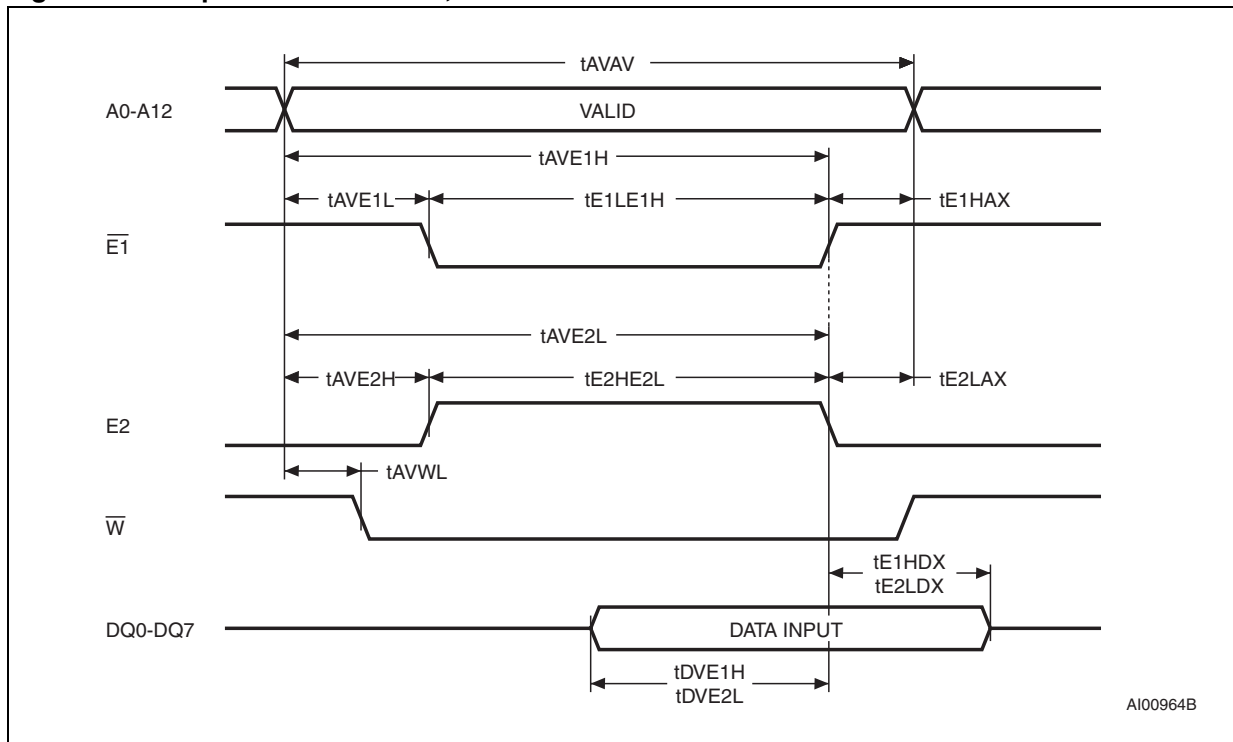 tAVAV
A0-A12
VALID
tAVE1H
tAVE1L
tE1LE1H
tE1HAX
E1
tAVE2L
tAVE2H
tE2HE2L
tE2LAX
E2
tAVWL
W
tE1HDX
tE2LDX
DQ0-DQ7
DATA INPUT
tDVE1H
tDVE2L
AI00964B